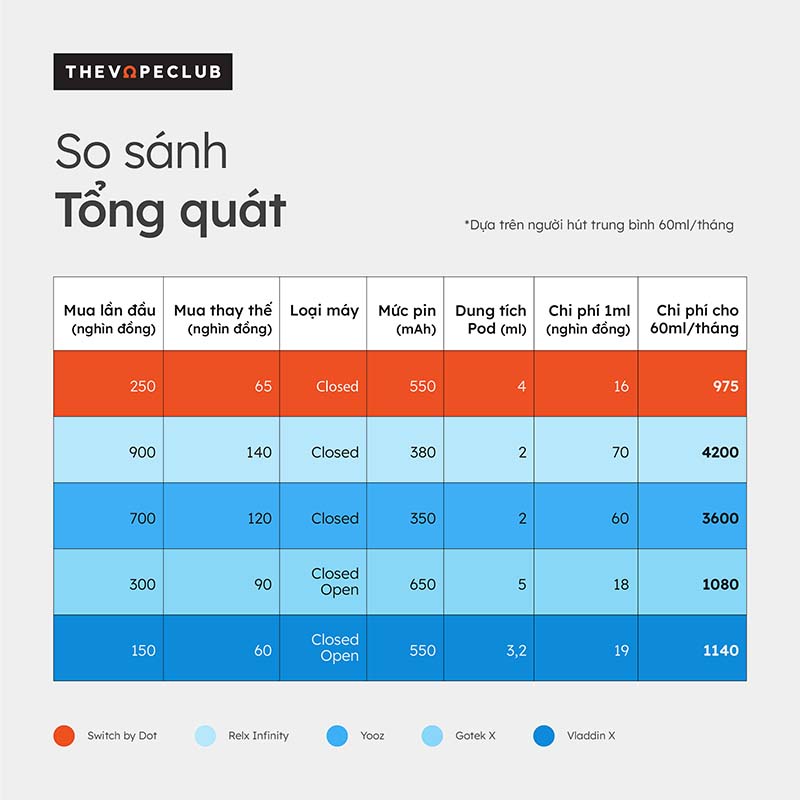 THEVAPECLUB
So sánh
Tổng quát
*Dựa trên người hút trung bình 60ml/tháng
Mua lần đầu (nghìn đồng) Mua thay thế (nghìn đồng) Loại máy Mức pin (mAh) Dung tích Pod (ml) Chi phí 1ml (nghìn đồng) Chi phí cho 60ml/tháng
250 65 Closed 550 4 16 975
900 140 Closed 380 2 70 4200
700 120 Closed 350 2 60 3600
300 90 Closed Open 650 5 18 1080
150 60 Closed Open 550 3,2 19 1140
Switch by Dot Relx Infinity Yooz Gotek X Vladdin X